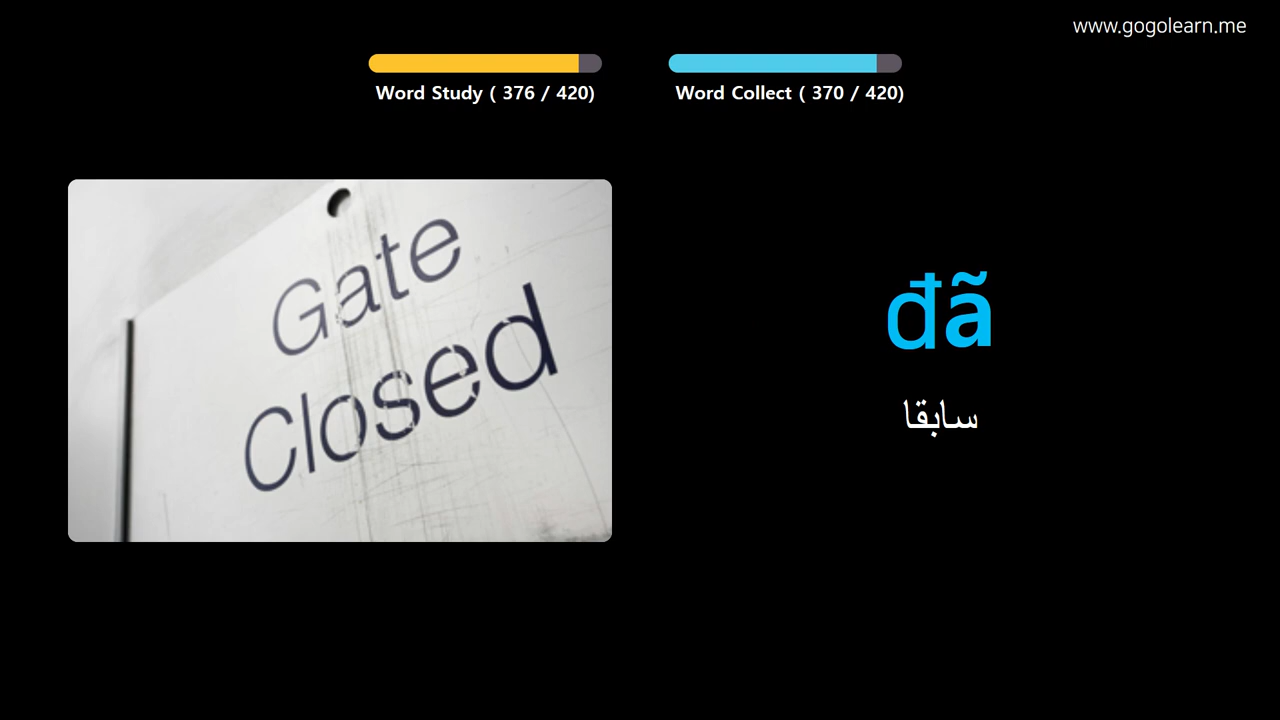 www.gogolearn.me
Word Study ( 376 / 420)
Word Collect ( 370 / 420)
Gate
Closed
đã
سابقا